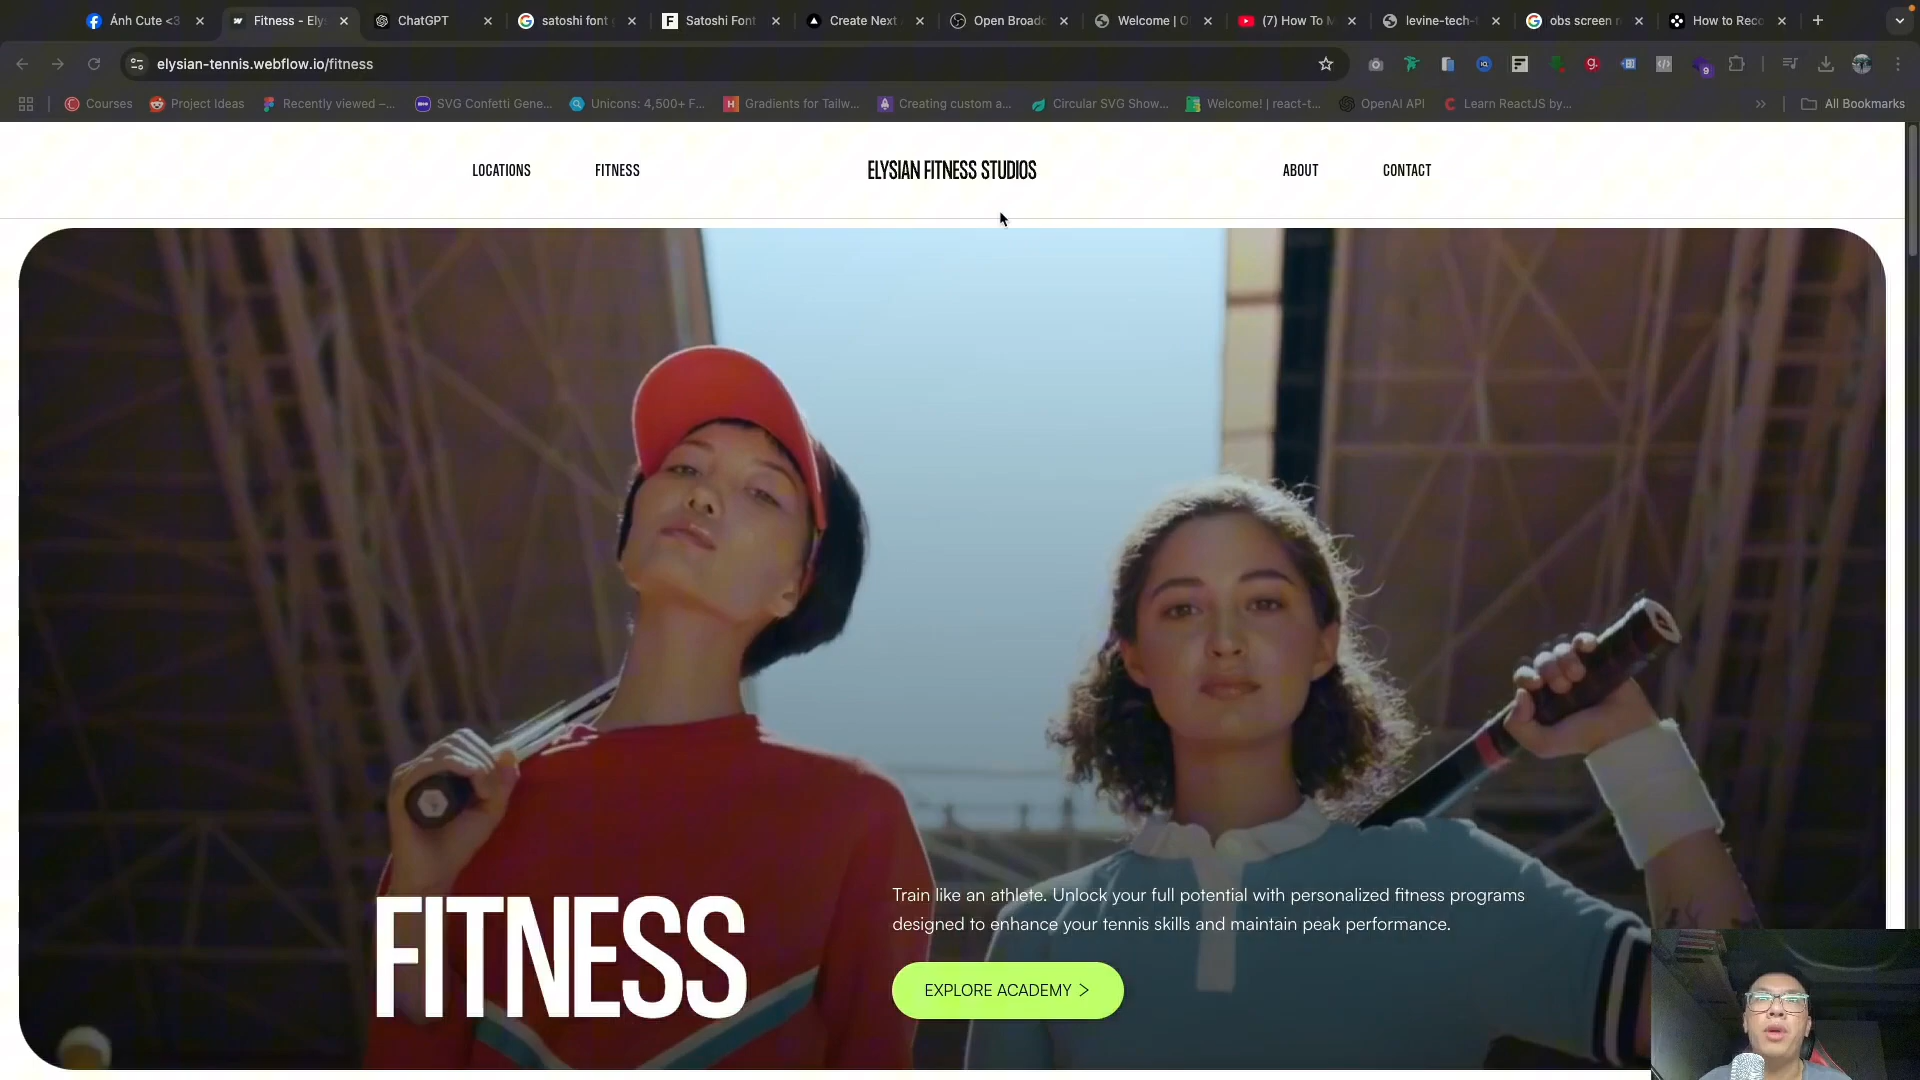 Ánh Cute <3
Fitness - Ely
ChatGPT
satoshi font
Satoshi Font
Create Next
Open Broad
Welcome | O
(7) How To M
levine-tech-
obs screen r
How to Reco
elysian-tennis.webflow.io/fitness
9
Courses
Project Ideas
Recently viewed –...
SVG Confetti Gene...
Unicons: 4,500+ F...
Gradients for Tailw...
Creating custom a...
Circular SVG Show...
Welcome! | react-t...
OpenAI API
Learn ReactJS by...
All Bookmarks
LOCATIONS
FITNESS
ELYSIAN FITNESS STUDIOS
ABOUT
CONTACT
FITNESS
Train like an athlete. Unlock your full potential with personalized fitness programs
designed to enhance your tennis skills and maintain peak performance.
EXPLORE ACADEMY >